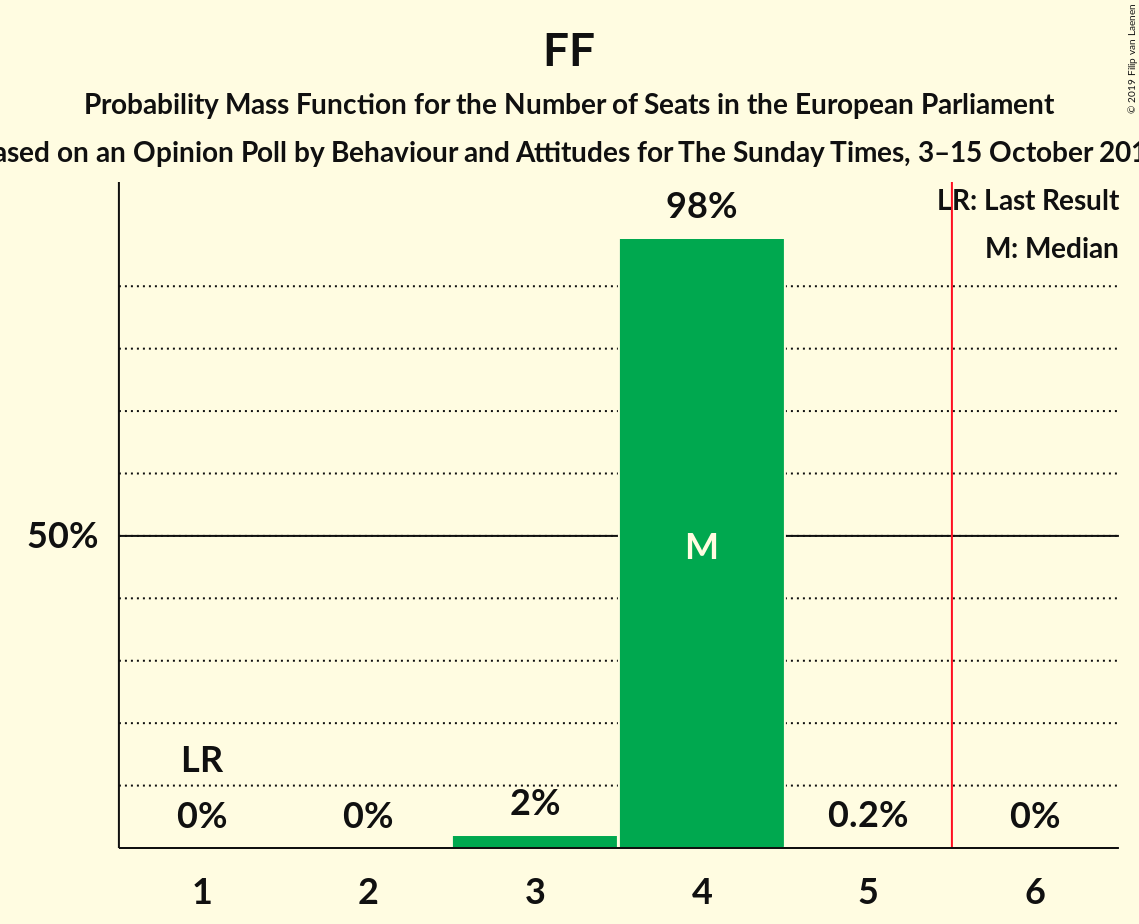 FF
Probability Mass Function for the Number of Seats in the European Parliament
ased on an Opinion Poll by Behaviour and Attitudes for The Sunday Times, 3–15 October 201
© 2019 Filip van Laenen
LR: Last Result
M: Median
98%
50%
M
LR
0%
0%
2%
0.2%
0%
1
2
3
4
5
6